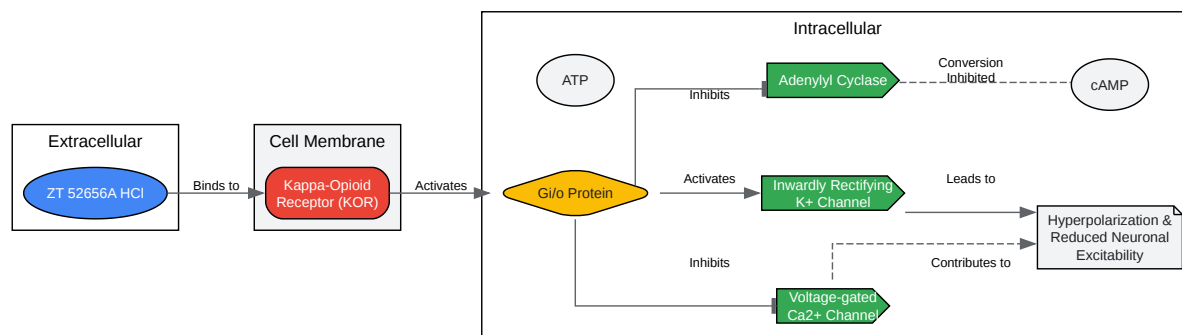 Intracellular
ATP
Adenylyl Cyclase
Conversion
Inhibited
cAMP
Inhibits
Extracellular
ZT 52656A HCl
Binds to
Cell Membrane
Kappa-Opioid
Receptor (KOR)
Activates
Gi/o Protein
Activates
Inwardly Rectifying
K+ Channel
Leads to
Hyperpolarization &
Reduced Neuronal
Excitability
Inhibits
Voltage-gated
Ca2+ Channel
Contributes to